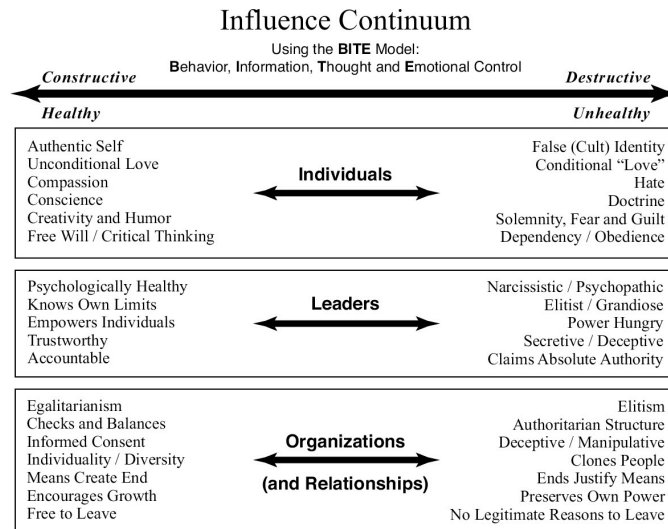 Influence Continuum
Using the BITE Model:
Behavior, Information, Thought and Emotional Control
Constructive
Destructive
Healthy
Unhealthy
Authentic Self
Unconditional Love
Compassion
Conscience
Creativity and Humor
Free Will / Critical Thinking
Individuals
False (Cult) Identity
Conditional “Love”
Hate
Doctrine
Solemnity, Fear and Guilt
Dependency / Obedience
Psychologically Healthy
Knows Own Limits
Empowers Individuals
Trustworthy
Accountable
Leaders
Narcissistic / Psychopathic
Elitist / Grandiose
Power Hungry
Secretive / Deceptive
Claims Absolute Authority
Egalitarianism
Checks and Balances
Informed Consent
Individuality / Diversity
Means Create End
Encourages Growth
Free to Leave
Organizations
(and Relationships)
Elitism
Authoritarian Structure
Deceptive / Manipulative
Clones People
Ends Justify Means
Preserves Own Power
No Legitimate Reasons to Leave